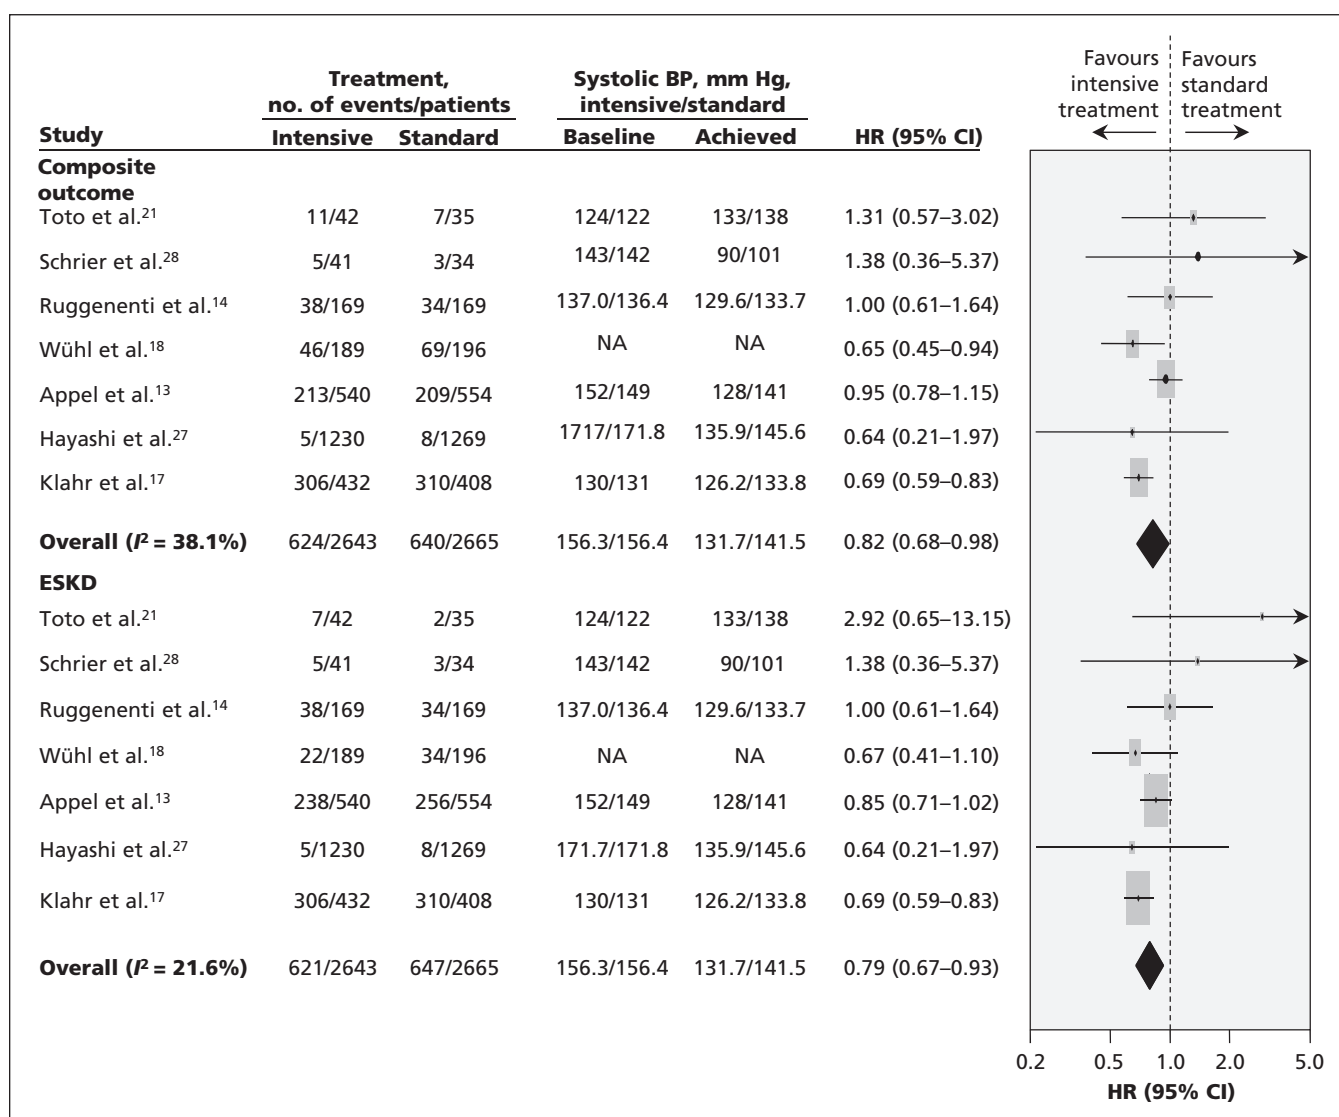 Treatment,
no. of events/patients
Systolic BP, mm Hg,
intensive/standard
Favours
intensive
treatment
Favours
standard
treatment
Study Intensive Standard Baseline Achieved HR (95% CI)
Composite
outcome
Toto et al.21 11/42 7/35 124/122 133/138 1.31 (0.57–3.02)
Schrier et al.28 5/41 3/34 143/142 90/101 1.38 (0.36–5.37)
Ruggenenti et al.14 38/169 34/169 137.0/136.4 129.6/133.7 1.00 (0.61–1.64)
Wühl et al.18 46/189 69/196 NA NA 0.65 (0.45–0.94)
Appel et al.13 213/540 209/554 152/149 128/141 0.95 (0.78–1.15)
Hayashi et al.27 5/1230 8/1269 1717/171.8 135.9/145.6 0.64 (0.21–1.97)
Klahr et al.17 306/432 310/408 130/131 126.2/133.8 0.69 (0.59–0.83)
Overall (I2 = 38.1%) 624/2643 640/2665 156.3/156.4 131.7/141.5 0.82 (0.68–0.98)
ESKD
Toto et al.21 7/42 2/35 124/122 133/138 2.92 (0.65–13.15)
Schrier et al.28 5/41 3/34 143/142 90/101 1.38 (0.36–5.37)
Ruggenenti et al.14 38/169 34/169 137.0/136.4 129.6/133.7 1.00 (0.61–1.64)
Wühl et al.18 22/189 34/196 NA NA 0.67 (0.41–1.10)
Appel et al.13 238/540 256/554 152/149 128/141 0.85 (0.71–1.02)
Hayashi et al.27 5/1230 8/1269 171.7/171.8 135.9/145.6 0.64 (0.21–1.97)
Klahr et al.17 306/432 310/408 130/131 126.2/133.8 0.69 (0.59–0.83)
Overall (I2 = 21.6%) 621/2643 647/2665 156.3/156.4 131.7/141.5 0.79 (0.67–0.93)
0.2 0.5 1.0 2.0 5.0
HR (95% CI)